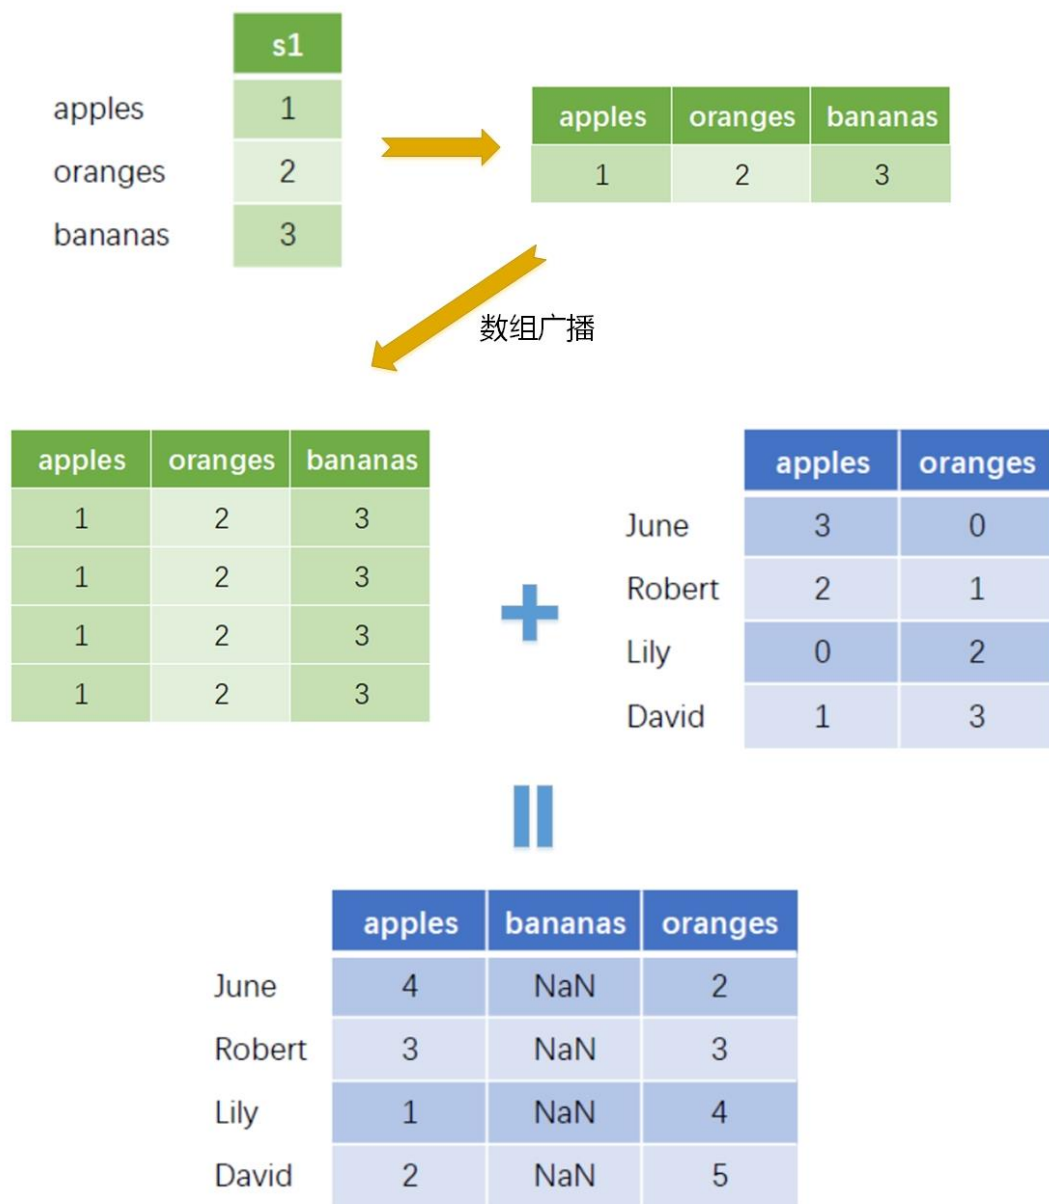 s1
apples 1
oranges 2
bananas 3
apples oranges bananas
1 2 3
数组广播
apples oranges bananas
1 2 3
1 2 3
1 2 3
1 2 3
apples oranges
June 3 0
Robert 2 1
Lily 0 2
David 1 3
apples bananas oranges
June 4 NaN 2
Robert 3 NaN 3
Lily 1 NaN 4
David 2 NaN 5